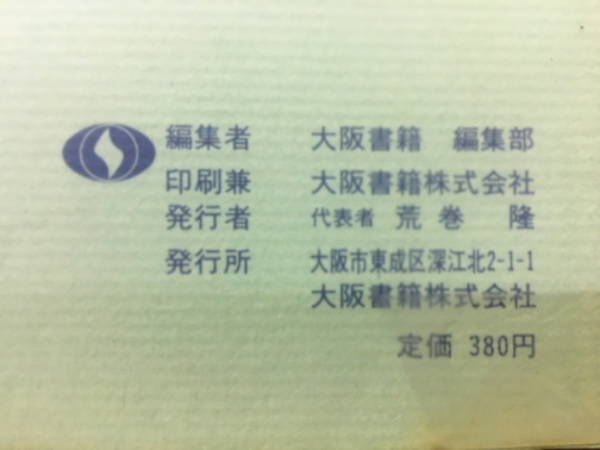 編集者 大阪書籍 編集部
印刷兼 大阪書籍株式会社
発行者 代表者 荒巻 隆
発行所 大阪市東成区深江北2-1-1
大阪書籍株式会社
定価 380円